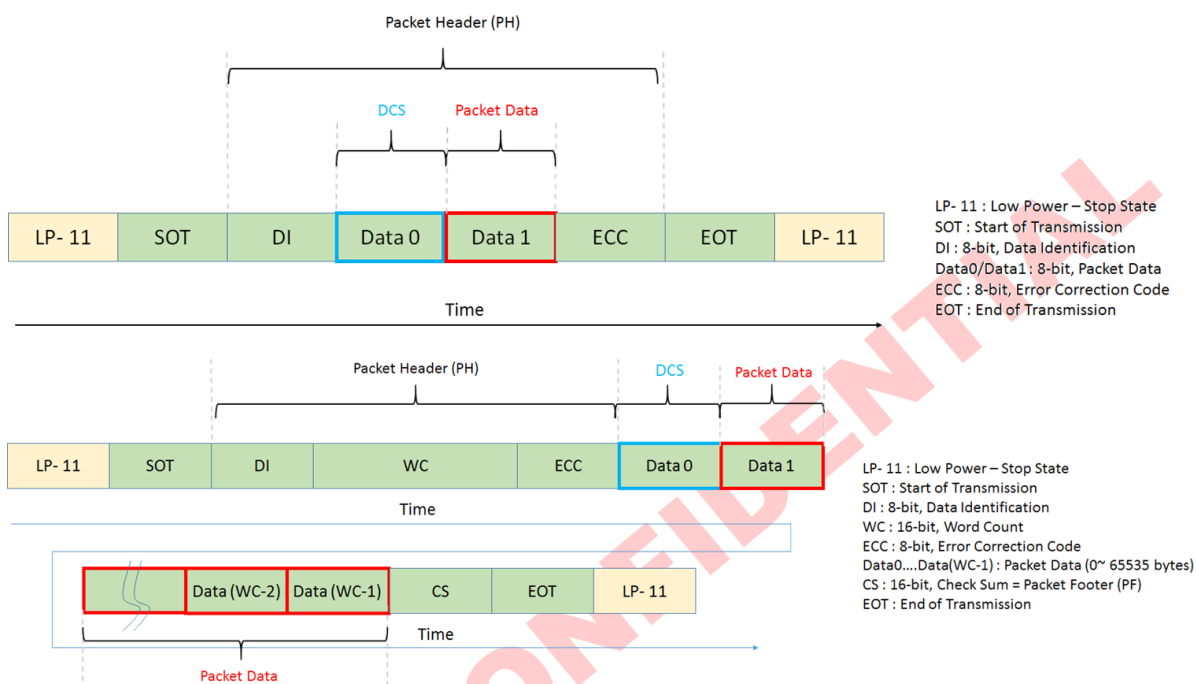 Packet Header (PH)
DCS
Packet Data
LP- 11
SOT
DI
Data 0
Data 1
ECC
EOT
LP- 11
Time
LP- 11 : Low Power – Stop State
SOT : Start of Transmission
DI : 8-bit, Data Identification
Data0/Data1 : 8-bit, Packet Data
ECC : 8-bit, Error Correction Code
EOT : End of Transmission
Packet Header (PH)
DCS
Packet Data
LP- 11
SOT
DI
WC
ECC
Data 0
Data 1
Time
Data (WC-2)
Data (WC-1)
CS
EOT
LP- 11
Time
Packet Data
LP- 11 : Low Power – Stop State
SOT : Start of Transmission
DI : 8-bit, Data Identification
WC : 16-bit, Word Count
ECC : 8-bit, Error Correction Code
Data0....Data(WC-1) : Packet Data (0~ 65535 bytes)
CS : 16-bit, Check Sum = Packet Footer (PF)
EOT : End of Transmission
ONFIDENTIAL